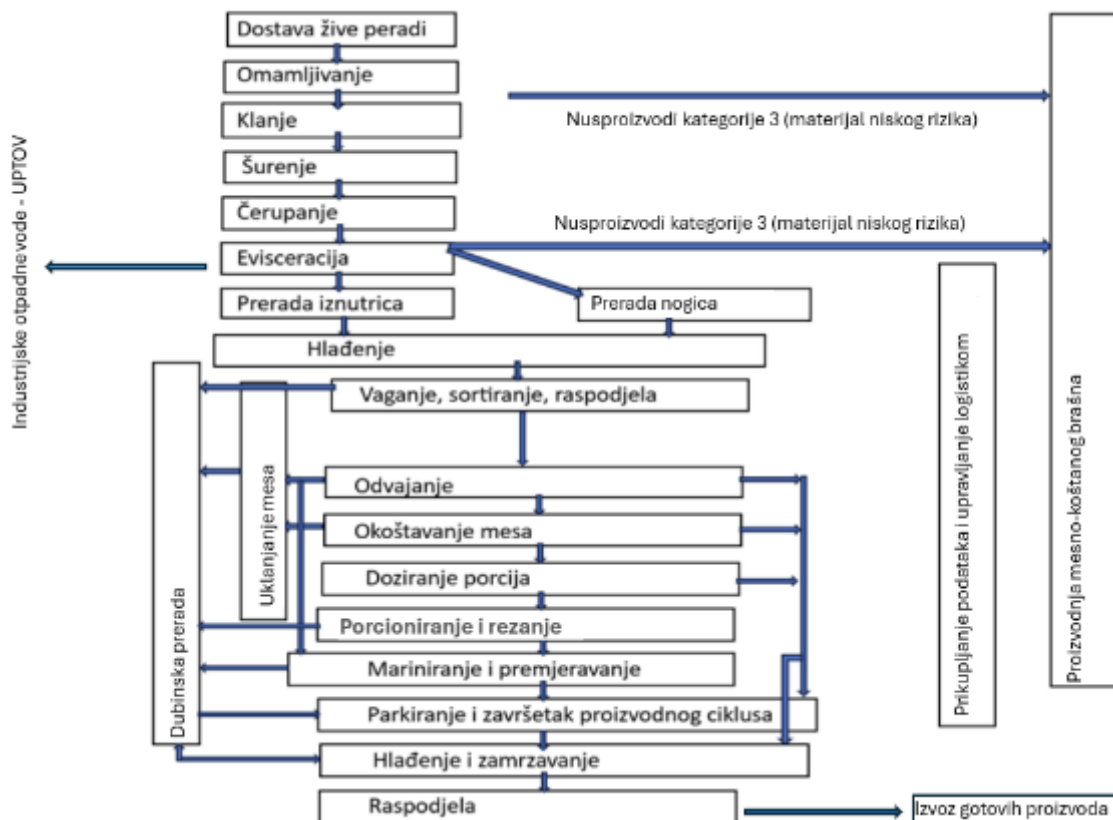 Dostava žive peradi
Omamljivanje
Klanje
Šurenje
Čerupanje
Evisceracija
Prerada iznutrica
Prerada nogica
Hlađenje
Vaganje, sortiranje, raspodjela
Odvajanje
Okoštavanje mesa
Doziranje porcija
Porcioniranje i rezanje
Mariniranje i premjeravanje
Parkiranje i završetak proizvodnog ciklusa
Hlađenje i zamrzavanje
Raspodjela
Izvoz gotovih proizvoda
Nusproizvodi kategorije 3 (materijal niskog rizika)
Nusproizvodi kategorije 3 (materijal niskog rizika)
Industrijske otpadnevode - UPTOV
Dubinska prerada
Uklanjanje mesa
Prikupljanje podataka i upravljanje logistikom
Proizvodnja mesno-koštanog brašna